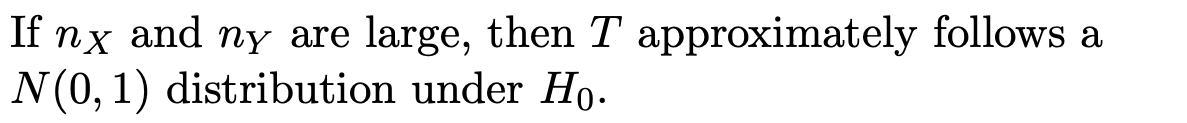 If n_X and n_Y are large, then T approximately follows a
N(0, 1) distribution under H_0.